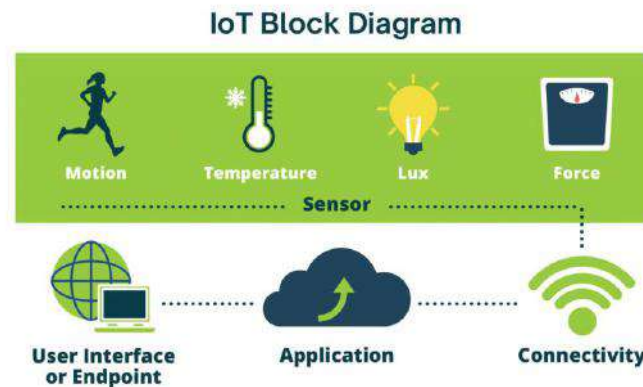 IoT Block Diagram
Motion
Temperature
Lux
Force
Sensor
User Interface
or Endpoint
Application
Connectivity